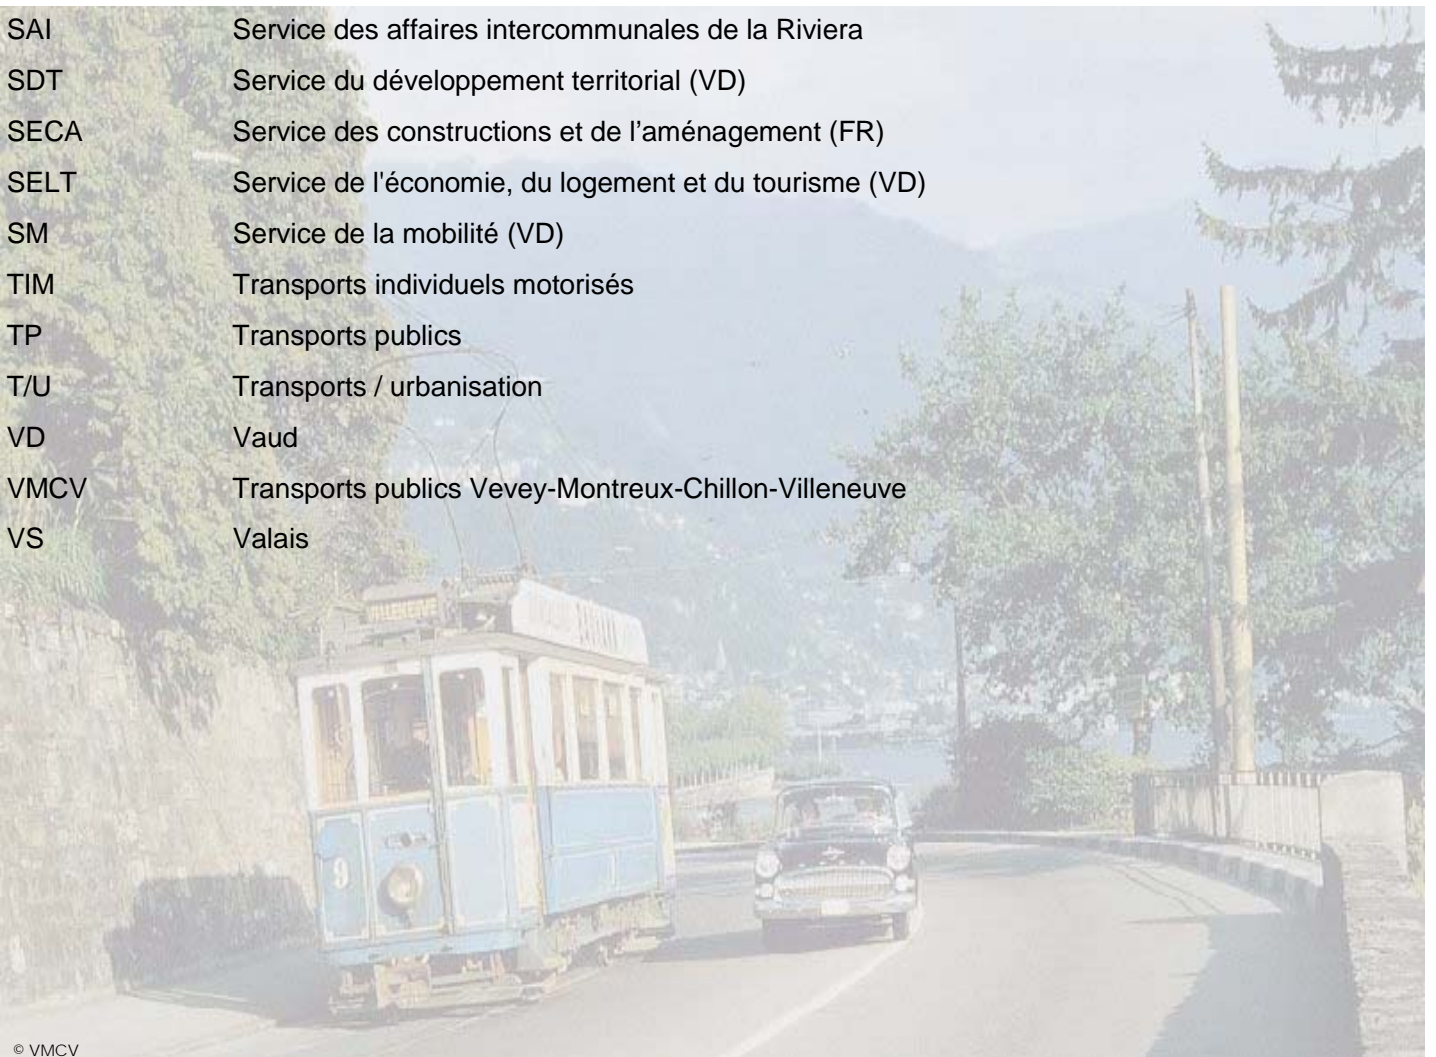 SAI Service des affaires intercommunales de la Riviera
SDT Service du développement territorial (VD)
SECA Service des constructions et de l’aménagement (FR)
SELT Service de l'économie, du logement et du tourisme (VD)
SM Service de la mobilité (VD)
TIM Transports individuels motorisés
TP Transports publics
T/U Transports / urbanisation
VD Vaud
VMCV Transports publics Vevey-Montreux-Chillon-Villeneuve
VS Valais
9
© VMCV